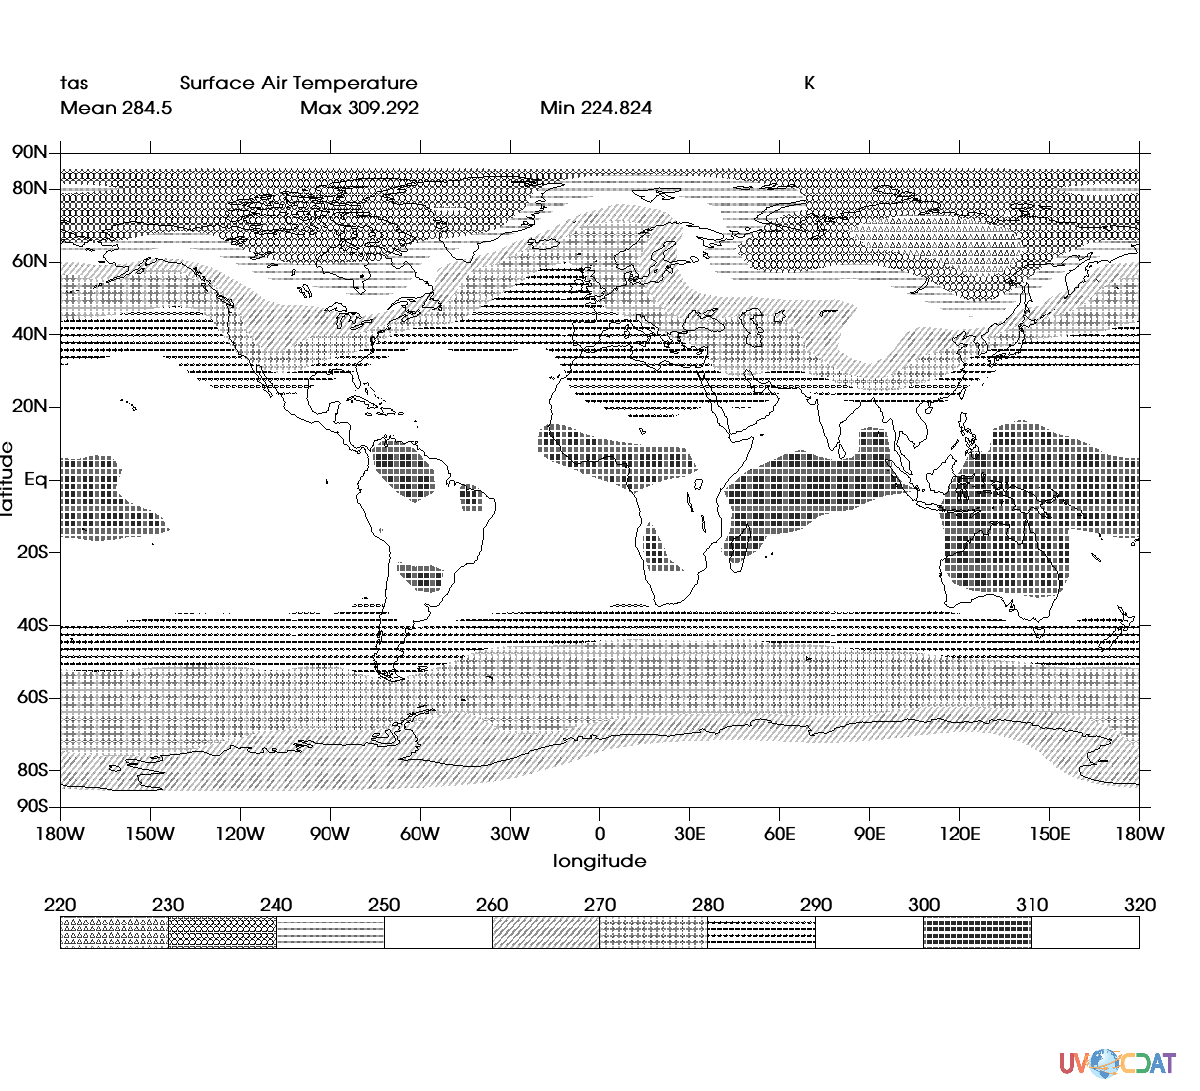 tas Surface Air Temperature K
Mean 284.5 Max 309.292 Min 224.824
90N
80N
60N
40N
20N
Eq
20S
40S
60S
80S
90S
latitude
180W 150W 120W 90W 60W 30W 0 30E 60E 90E 120E 150E 180W
longitude
220 230 240 250 260 270 280 290 300 310 320
UV CDAT